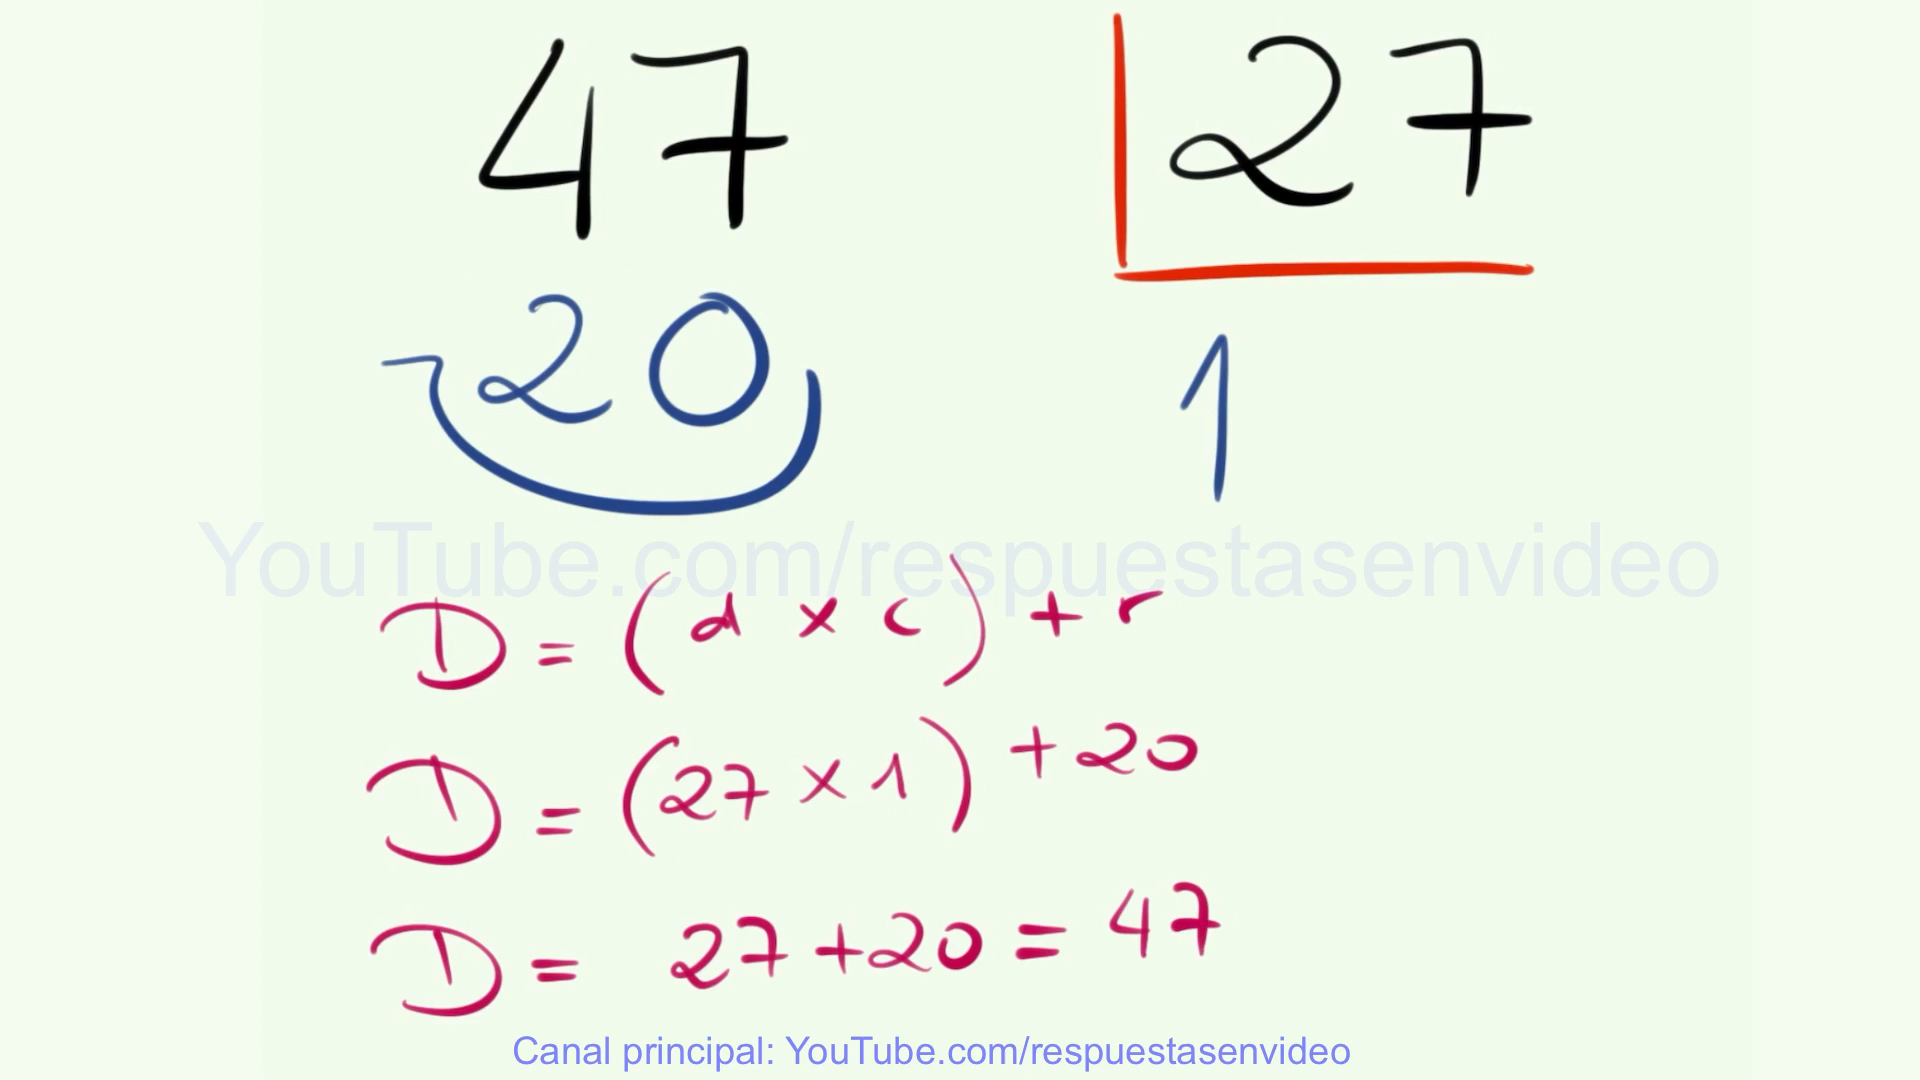 47 27
20 1
YouTube.com/respuestasenvideo
D = (d x c) + r
D = (27 x 1) + 20
D = 27 + 20 = 47
Canal principal: YouTube.com/respuestasenvideo